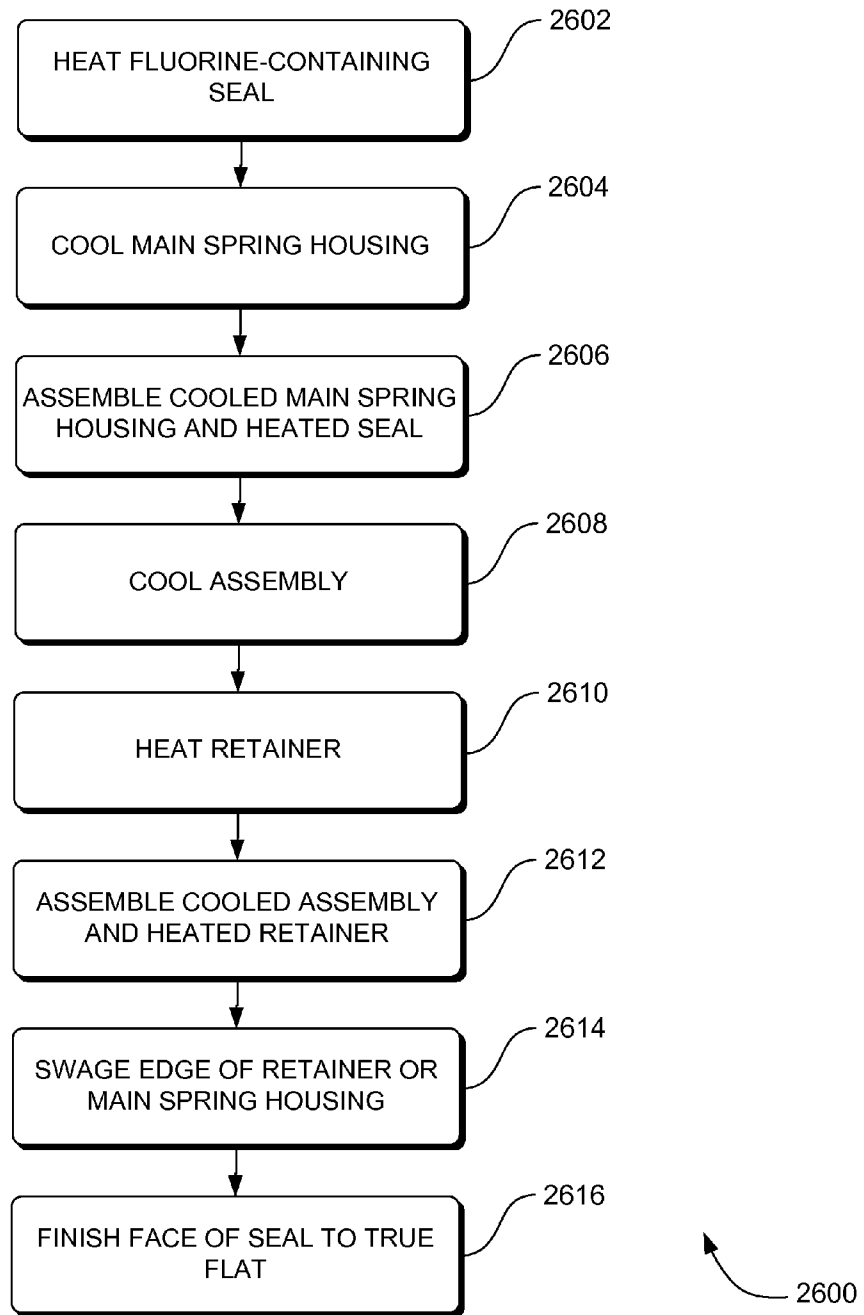 2602
HEAT FLUORINE-CONTAINING
SEAL
2604
COOL MAIN SPRING HOUSING
2606
ASSEMBLE COOLED MAIN SPRING
HOUSING AND HEATED SEAL
2608
COOL ASSEMBLY
2610
HEAT RETAINER
2612
ASSEMBLE COOLED ASSEMBLY
AND HEATED RETAINER
2614
SWAGE EDGE OF RETAINER OR
MAIN SPRING HOUSING
2616
FINISH FACE OF SEAL TO TRUE
FLAT
2600